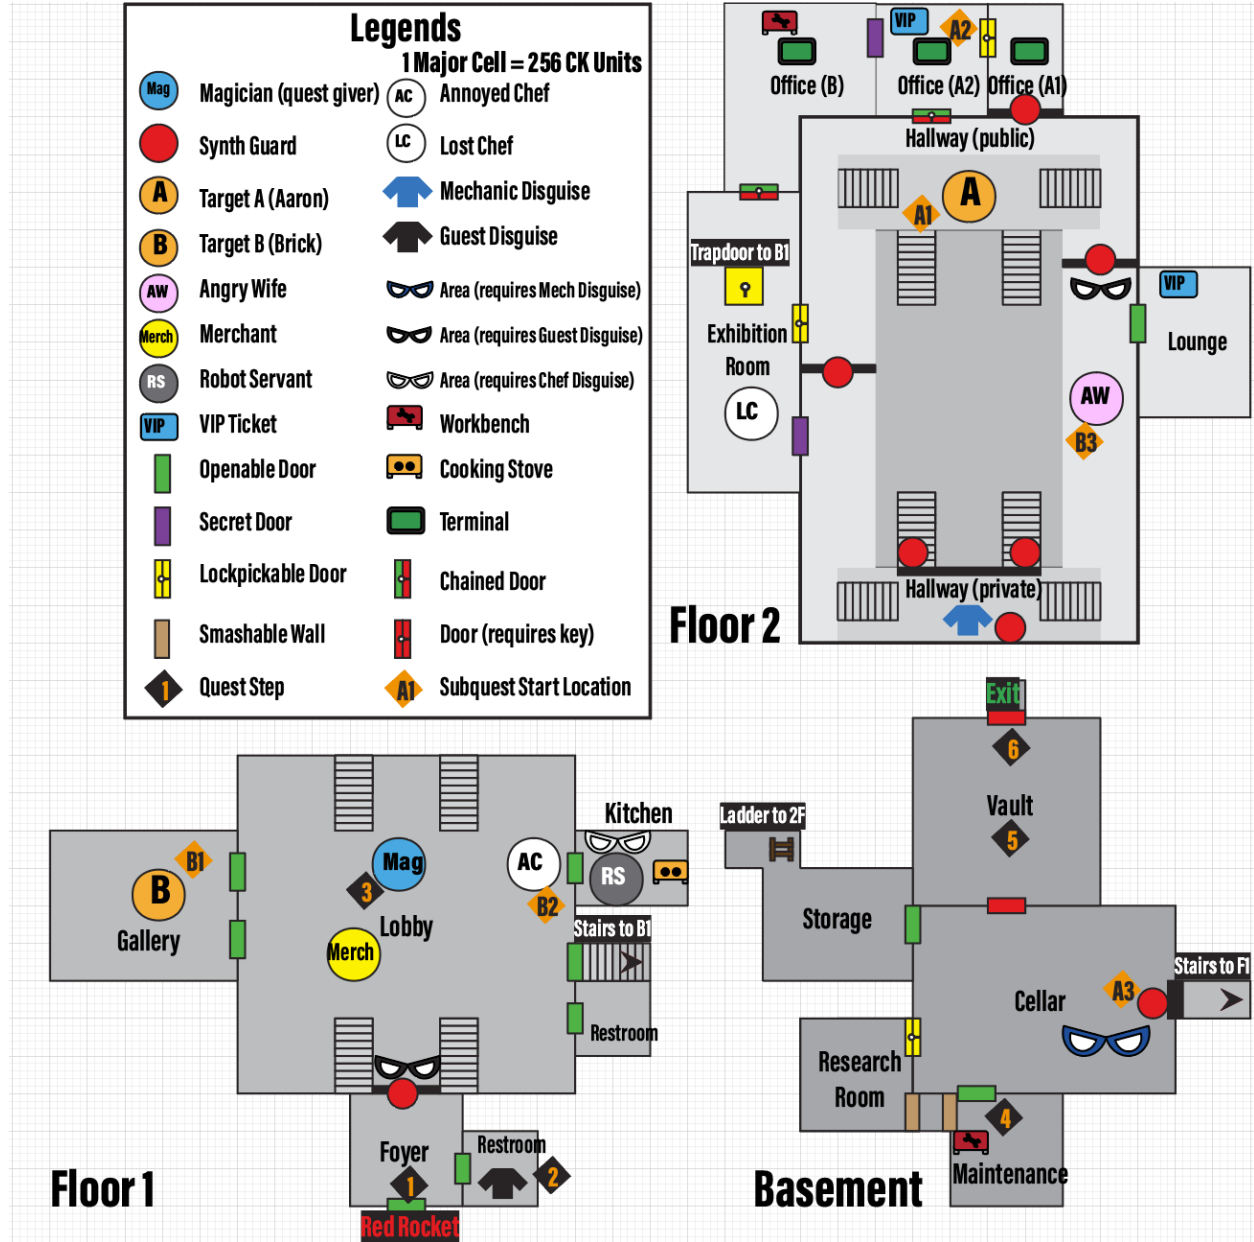 Legends
1 Major Cell = 256 CK Units
Mag
Magician (quest giver)
Synth Guard
A
Target A (Aaron)
B
Target B (Brick)
AW
Angry Wife
Merch
Merchant
RS
Robot Servant
VIP
VIP Ticket
Openable Door
Secret Door
Lockpickable Door
Smashable Wall
1
Quest Step
AC
Annoyed Chef
LC
Lost Chef
Mechanic Disguise
Guest Disguise
Area (requires Mech Disguise)
Area (requires Guest Disguise)
Area (requires Chef Disguise)
Workbench
Cooking Stove
Terminal
Chained Door
Door (requires key)
A1
Subquest Start Location
VIP
A2
Office (B)
Office (A2)
Office (A1)
Hallway (public)
A
A1
Trapdoor to B1
VIP
Exhibition
Room
Lounge
LC
AW
B3
Hallway (private)
Floor 2
Kitchen
B1
B
Gallery
Mag
3
Lobby
Merch
AC
B2
RS
Stairs to B1
Restroom
Foyer
1
Restroom
2
Red Rocket
Floor 1
Exit
6
Vault
5
Ladder to 2F
Storage
Stairs to F1
Cellar
A3
Research
Room
4
Maintenance
Basement